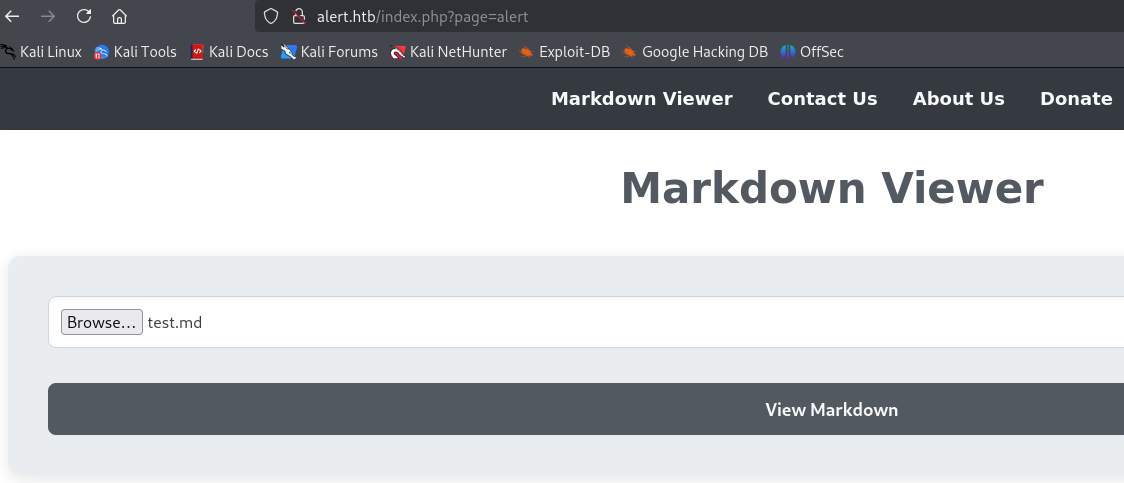 alert.htb/index.php?page=alert
Kali Linux Kali Tools Kali Docs Kali Forums Kali NetHunter Exploit-DB Google Hacking DB OffSec
Markdown Viewer Contact Us About Us Donate
Markdown Viewer
Browse... test.md
View Markdown